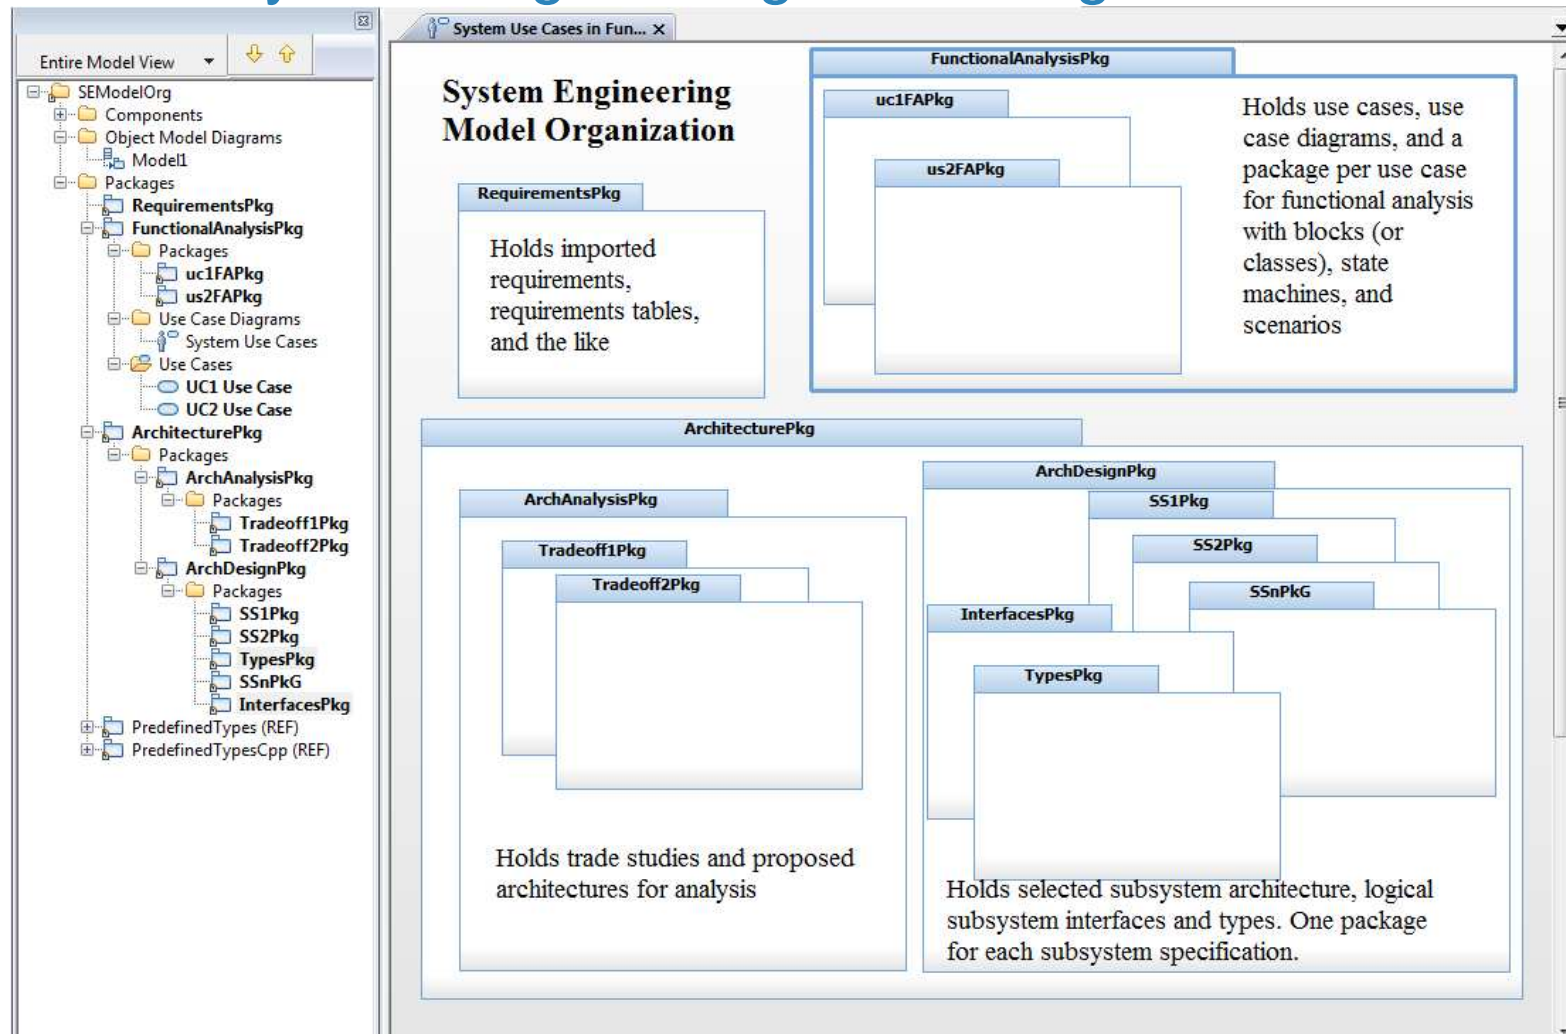 Entire Model View
SEModelOrg
Components
Object Model Diagrams
Model1
Packages
RequirementsPkg
FunctionalAnalysisPkg
Packages
uc1FAPkg
us2FAPkg
Use Case Diagrams
System Use Cases
Use Cases
UC1 Use Case
UC2 Use Case
ArchitecturePkg
Packages
ArchAnalysisPkg
Packages
Tradeoff1Pkg
Tradeoff2Pkg
ArchDesignPkg
Packages
SS1Pkg
SS2Pkg
TypesPkg
SSnPkG
InterfacesPkg
PredefinedTypes (REF)
PredefinedTypesCpp (REF)
System Use Cases in Fun...
System Engineering
Model Organization
RequirementsPkg
Holds imported
requirements,
requirements tables,
and the like
FunctionalAnalysisPkg
uc1FAPkg
us2FAPkg
Holds use cases, use
case diagrams, and a
package per use case
for functional analysis
with blocks (or
classes), state
machines, and
scenarios
ArchitecturePkg
ArchAnalysisPkg
Tradeoff1Pkg
Tradeoff2Pkg
Holds trade studies and proposed
architectures for analysis
ArchDesignPkg
SS1Pkg
SS2Pkg
SSnPkG
InterfacesPkg
TypesPkg
Holds selected subsystem architecture, logical
subsystem interfaces and types. One package
for each subsystem specification.